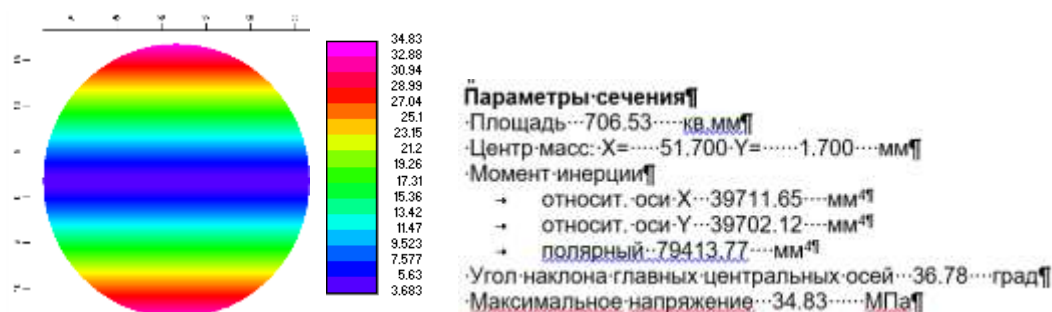 34.83
32.88
30.94
28.99
27.04
25.1
23.15
21.2
19.26
17.31
15.36
13.42
11.47
9.523
7.577
5.63
3.683
Параметры·сечения¶
·Площадь···706.53·····кв.мм¶
·Центр·масс:·X=·····51.700·Y=······1.700····мм¶
·Момент·инерции¶
→ относит.·оси·X···39711.65····мм⁴¶
→ относит.·оси·Y···39702.12····мм⁴¶
→ полярный··79413.77····мм⁴¶
·Угол·наклона·главных·центральных·осей···36.78····град¶
·Максимальное·напряжение···34.83·····МПа¶